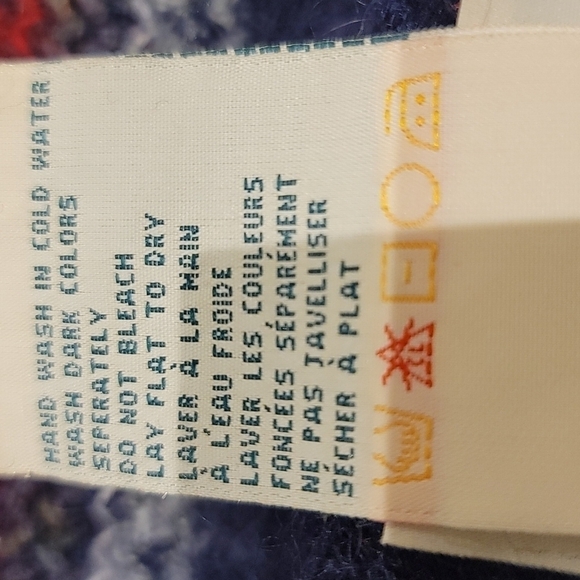 HAND WASH IN COLD WATER
WASH DARK COLORS
SEPERATELY
DO NOT BLEACH
LAY FLAT TO DRY
LAVER À LA MAIN
À L'EAU FROIDE
LAVER LES COULEURS
FONCÉES SÉPAREMENT
NE PAS JAVELLISER
SÉCHER À PLAT